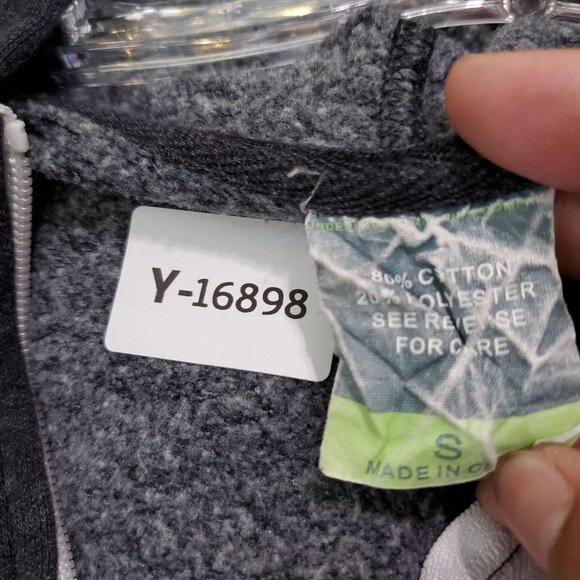 Y-16898
80% COTTON
20% POLYESTER
SEE REVERSE
FOR CARE
S
MADE IN